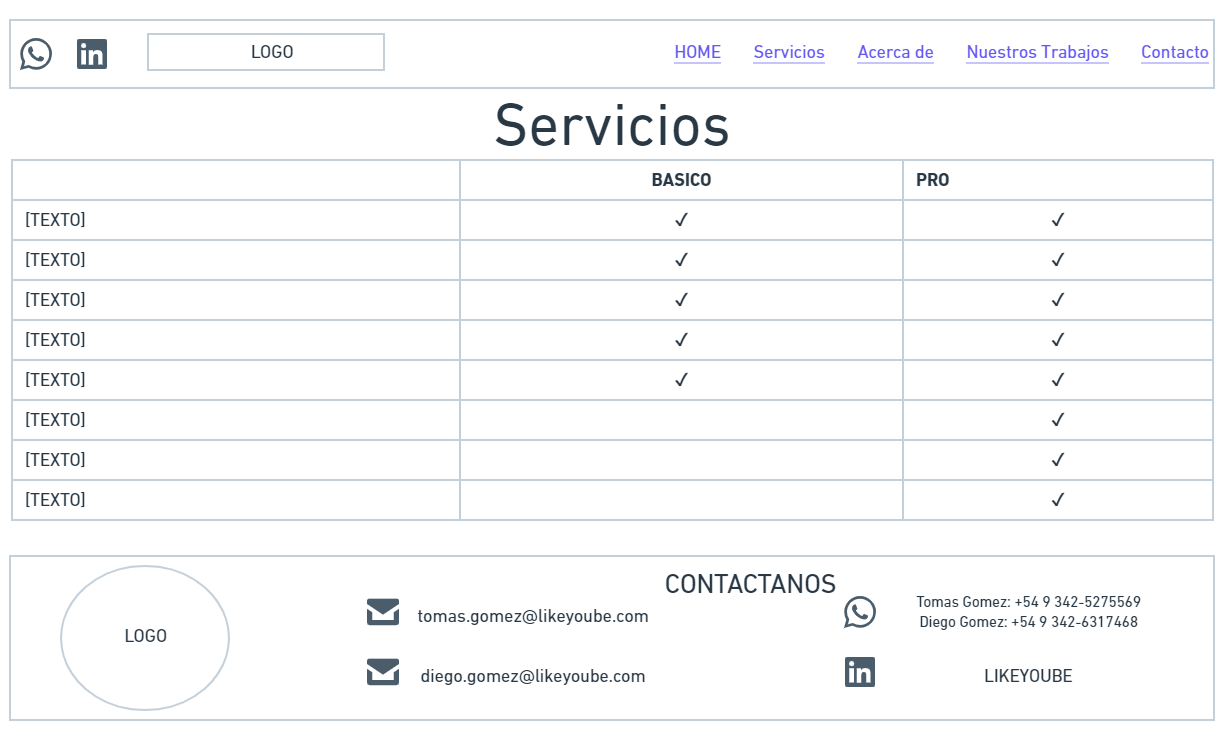 LOGO
HOME Servicios Acerca de Nuestros Trabajos Contacto
Servicios
BASICO PRO
[TEXTO] ✓ ✓
[TEXTO] ✓ ✓
[TEXTO] ✓ ✓
[TEXTO] ✓ ✓
[TEXTO] ✓ ✓
[TEXTO] ✓
[TEXTO] ✓
[TEXTO] ✓
CONTACTANOS
LOGO
tomas.gomez@likeyoube.com
diego.gomez@likeyoube.com
Tomas Gomez: +54 9 342-5275569
Diego Gomez: +54 9 342-6317468
LIKEYOUBE